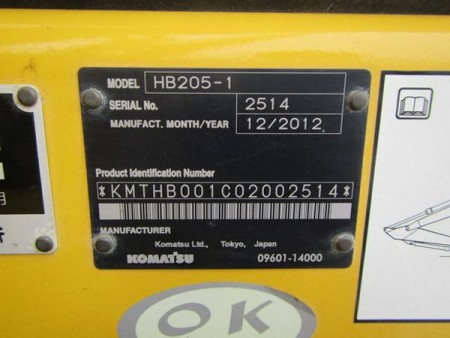 MODEL HB205-1
SERIAL No. 2514
MANUFACT. MONTH/YEAR 12/2012
Product Identification Number
*KMTHB001C02002514*
MANUFACTURER
Komatsu Ltd., Tokyo, Japan
KOMATSU 09601-14000
OK
月